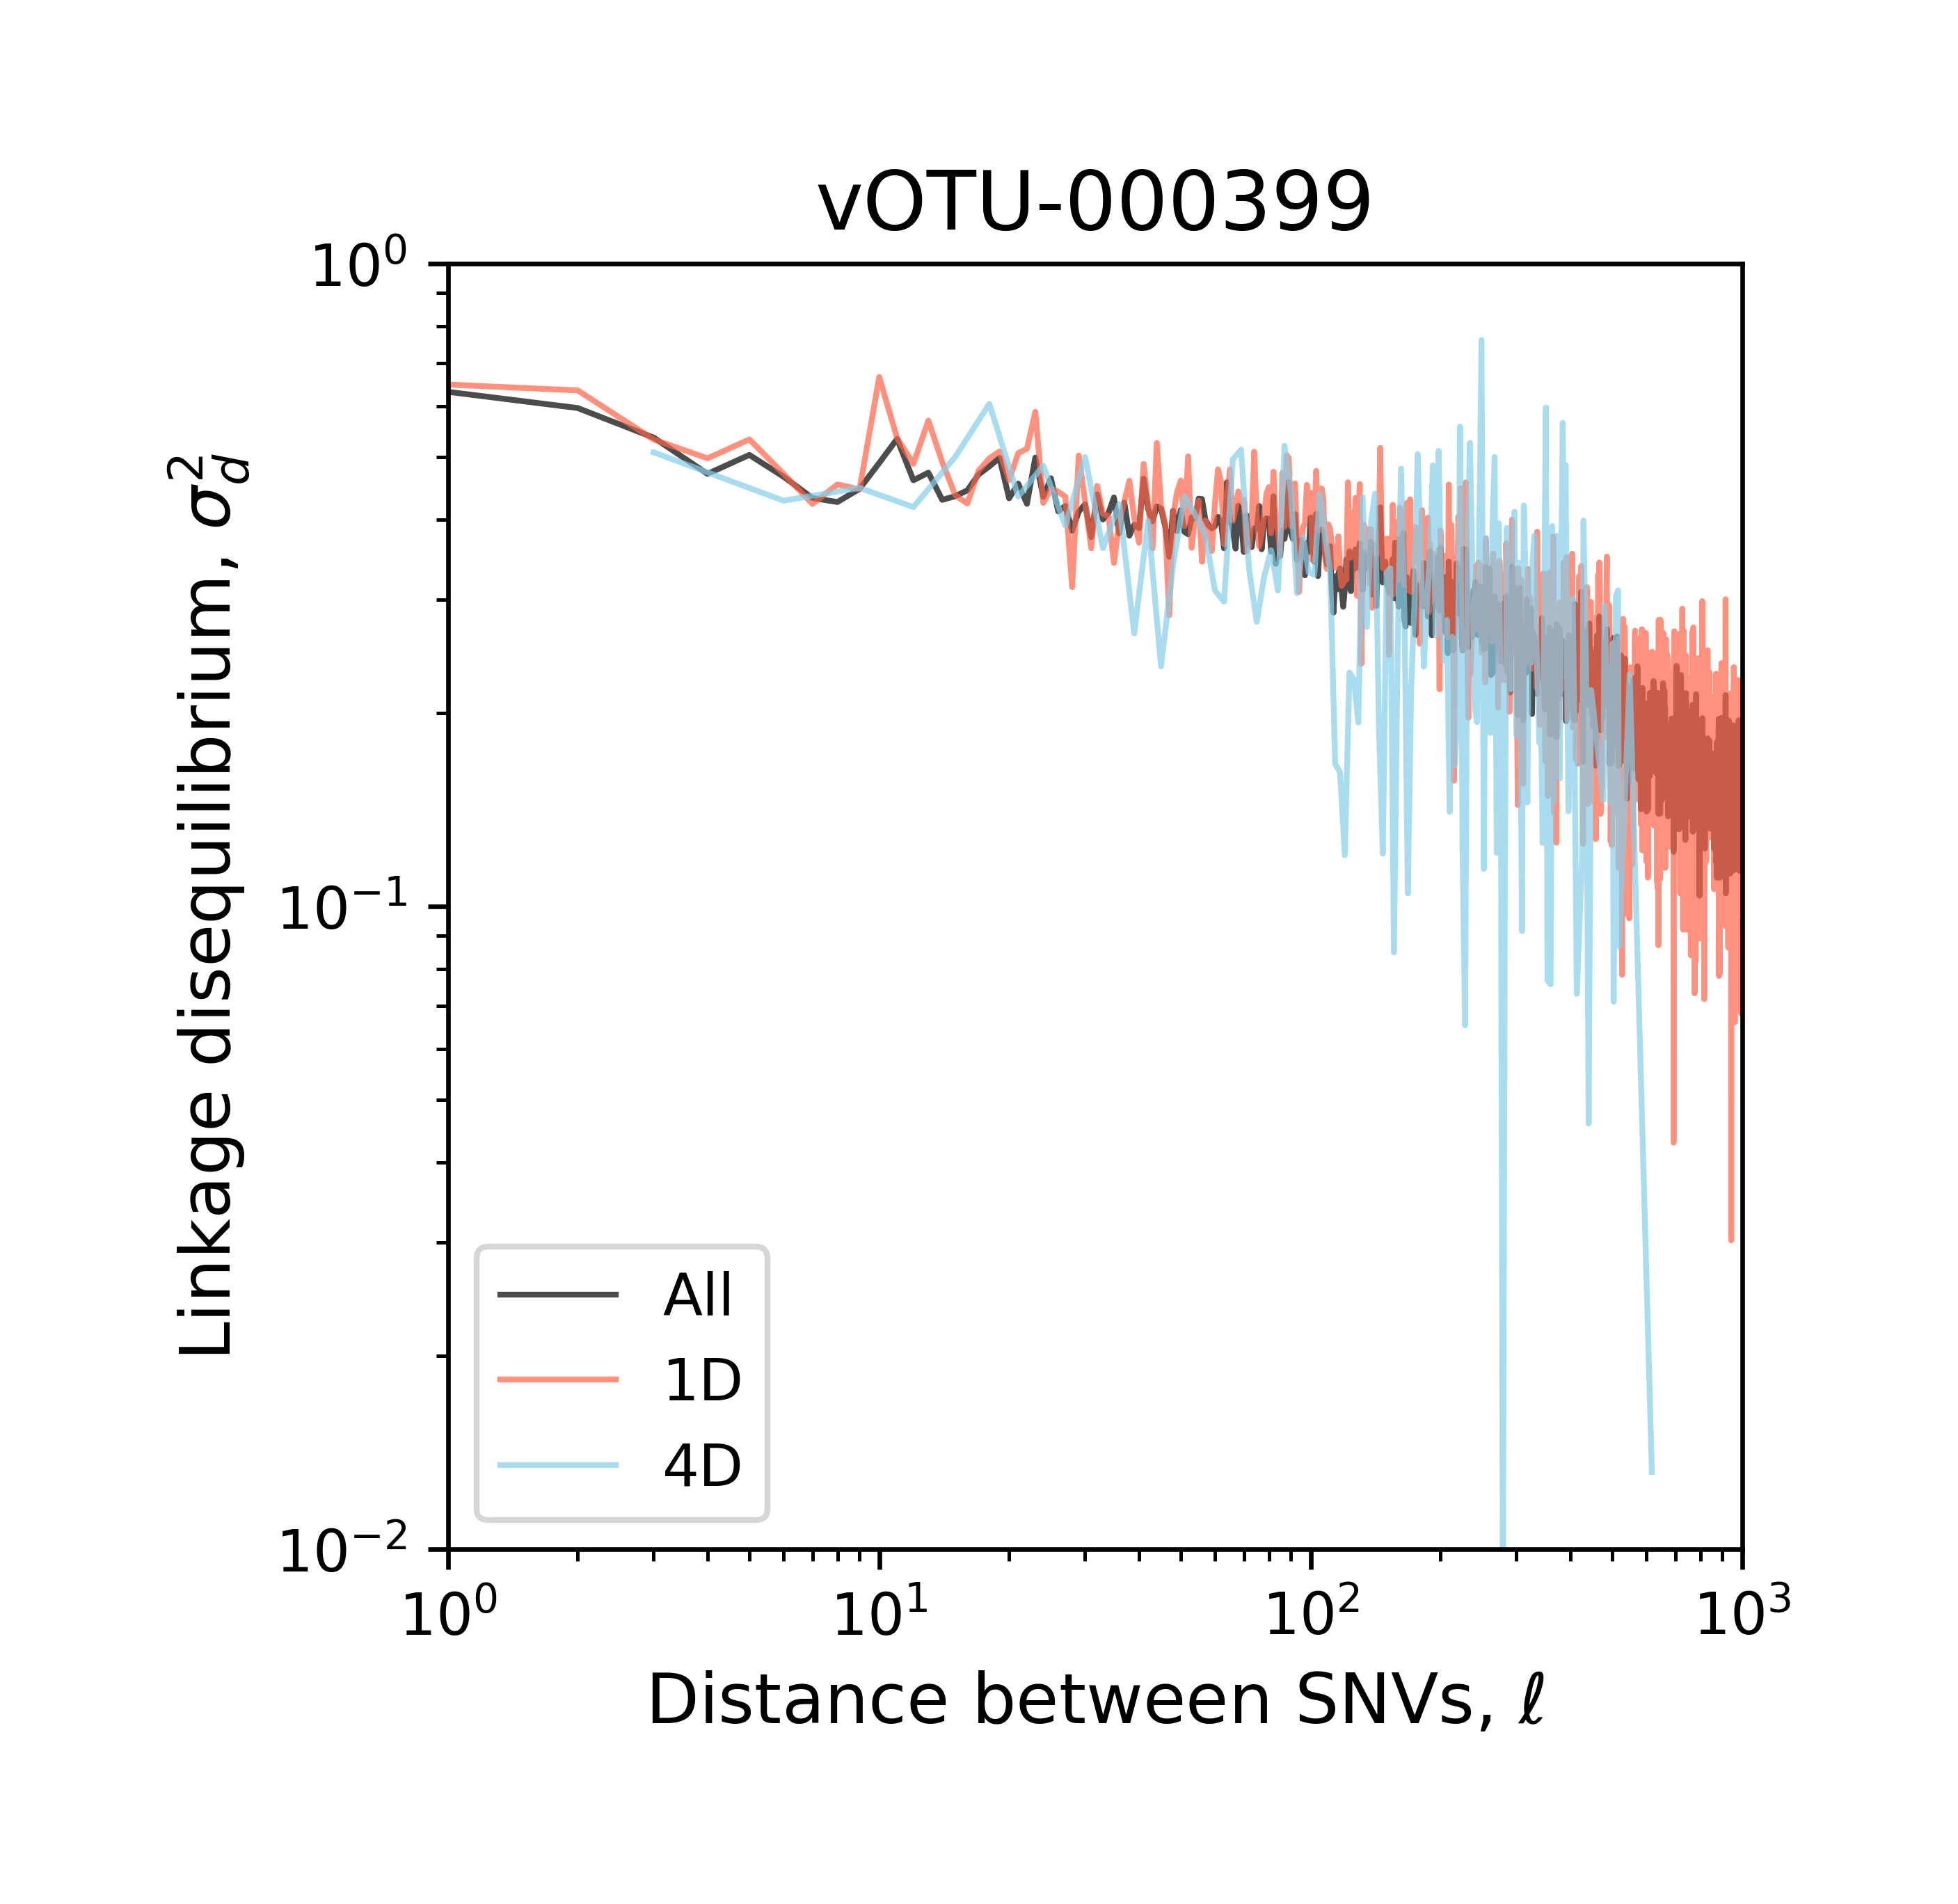 vOTU-000399
Linkage disequilibrium, σ_d^2
10^0
10^-1
10^-2
All
1D
4D
10^0 10^1 10^2 10^3
Distance between SNVs, ℓ